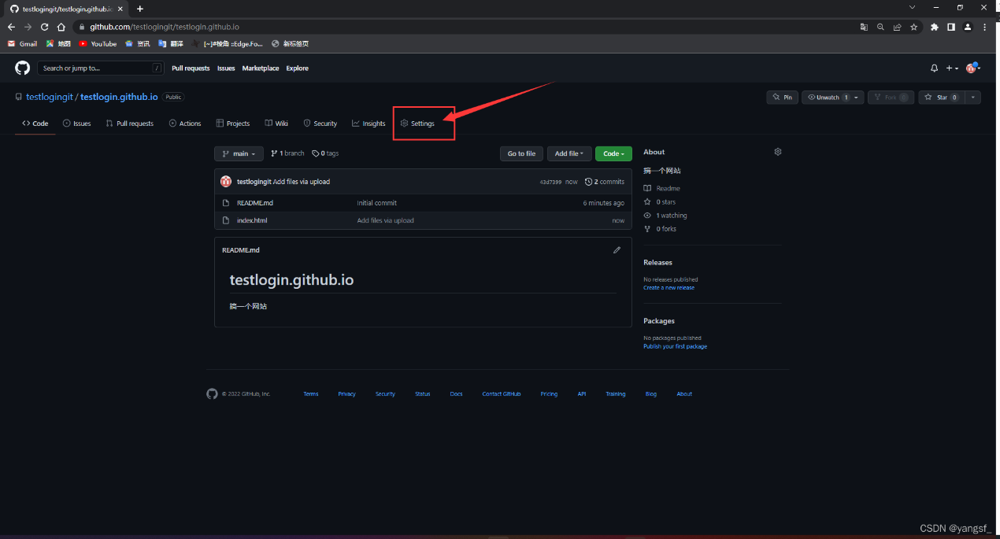 testlogingit/testlogin.github.io
github.com/testlogingit/testlogin.github.io
Gmail 地图 YouTube 资讯 翻译 [~]#棱角 ::Edge.Fo... 新标签页
Search or jump to... / Pull requests Issues Marketplace Explore
testlogingit / testlogin.github.io Public Pin Unwatch 1 Fork 0 Star 0
Code Issues Pull requests Actions Projects Wiki Security Insights Settings
main 1 branch 0 tags Go to file Add file Code
testlogingit Add files via upload 43d7399 now 2 commits
README.md Initial commit 6 minutes ago
index.html Add files via upload now
README.md
testlogin.github.io
搞一个网站
About
搞一个网站
Readme
0 stars
1 watching
0 forks
Releases
No releases published
Create a new release
Packages
No packages published
Publish your first package
© 2022 GitHub, Inc. Terms Privacy Security Status Docs Contact GitHub Pricing API Training Blog About
CSDN @yangsf_